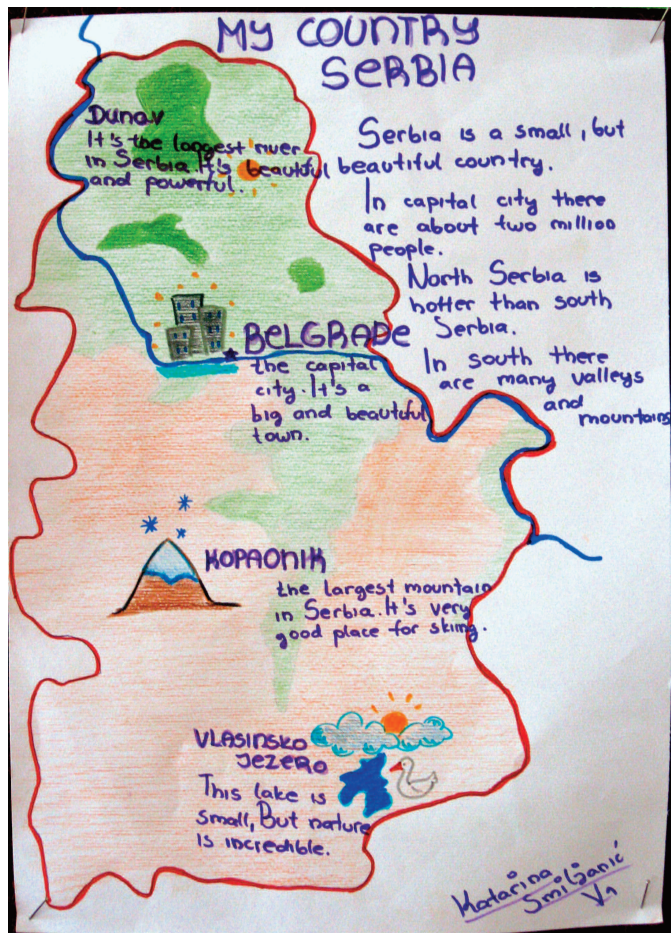 MY COUNTRY
SERBIA
DUNAV
It's the longest river
in Serbia. It's beautiful
and powerful.
Serbia is a small, but
beautiful country.
In capital city there
are about two million
people.
North Serbia is
hotter than south
Serbia.
In south there
are many valleys
and
mountains
BELGRADE
the capital
city. It's a
big and beautiful
town.
KOPAONIK
the largest mountain
in Serbia. It's very
good place for skiing.
VLASINSKO
JEZERO
This lake is
small, But nature
is incredible.
Katarina
Smiljanić
V1